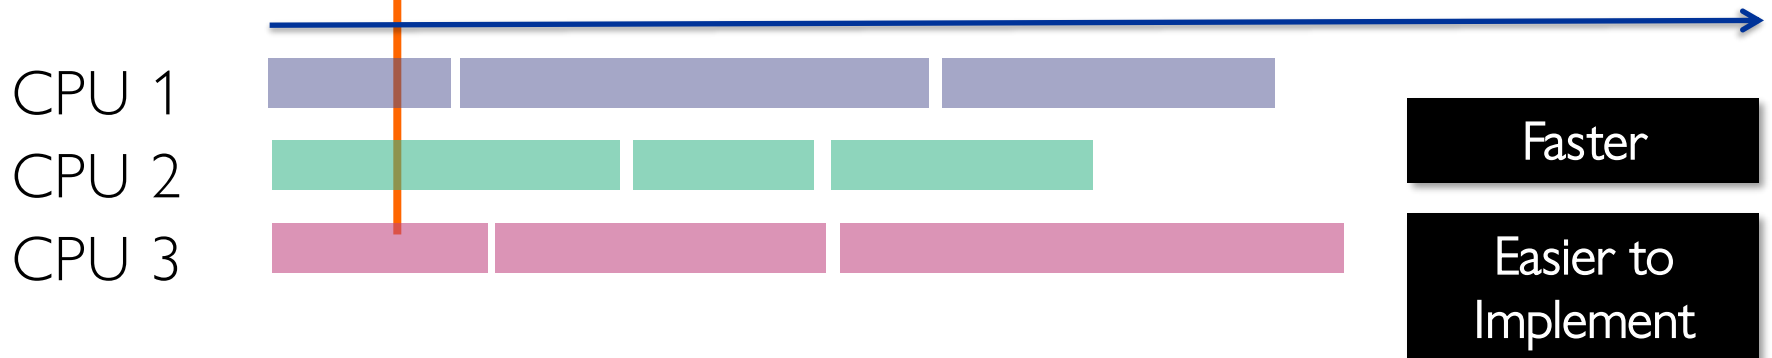 CPU 1
CPU 2
CPU 3
Faster
Easier to
Implement